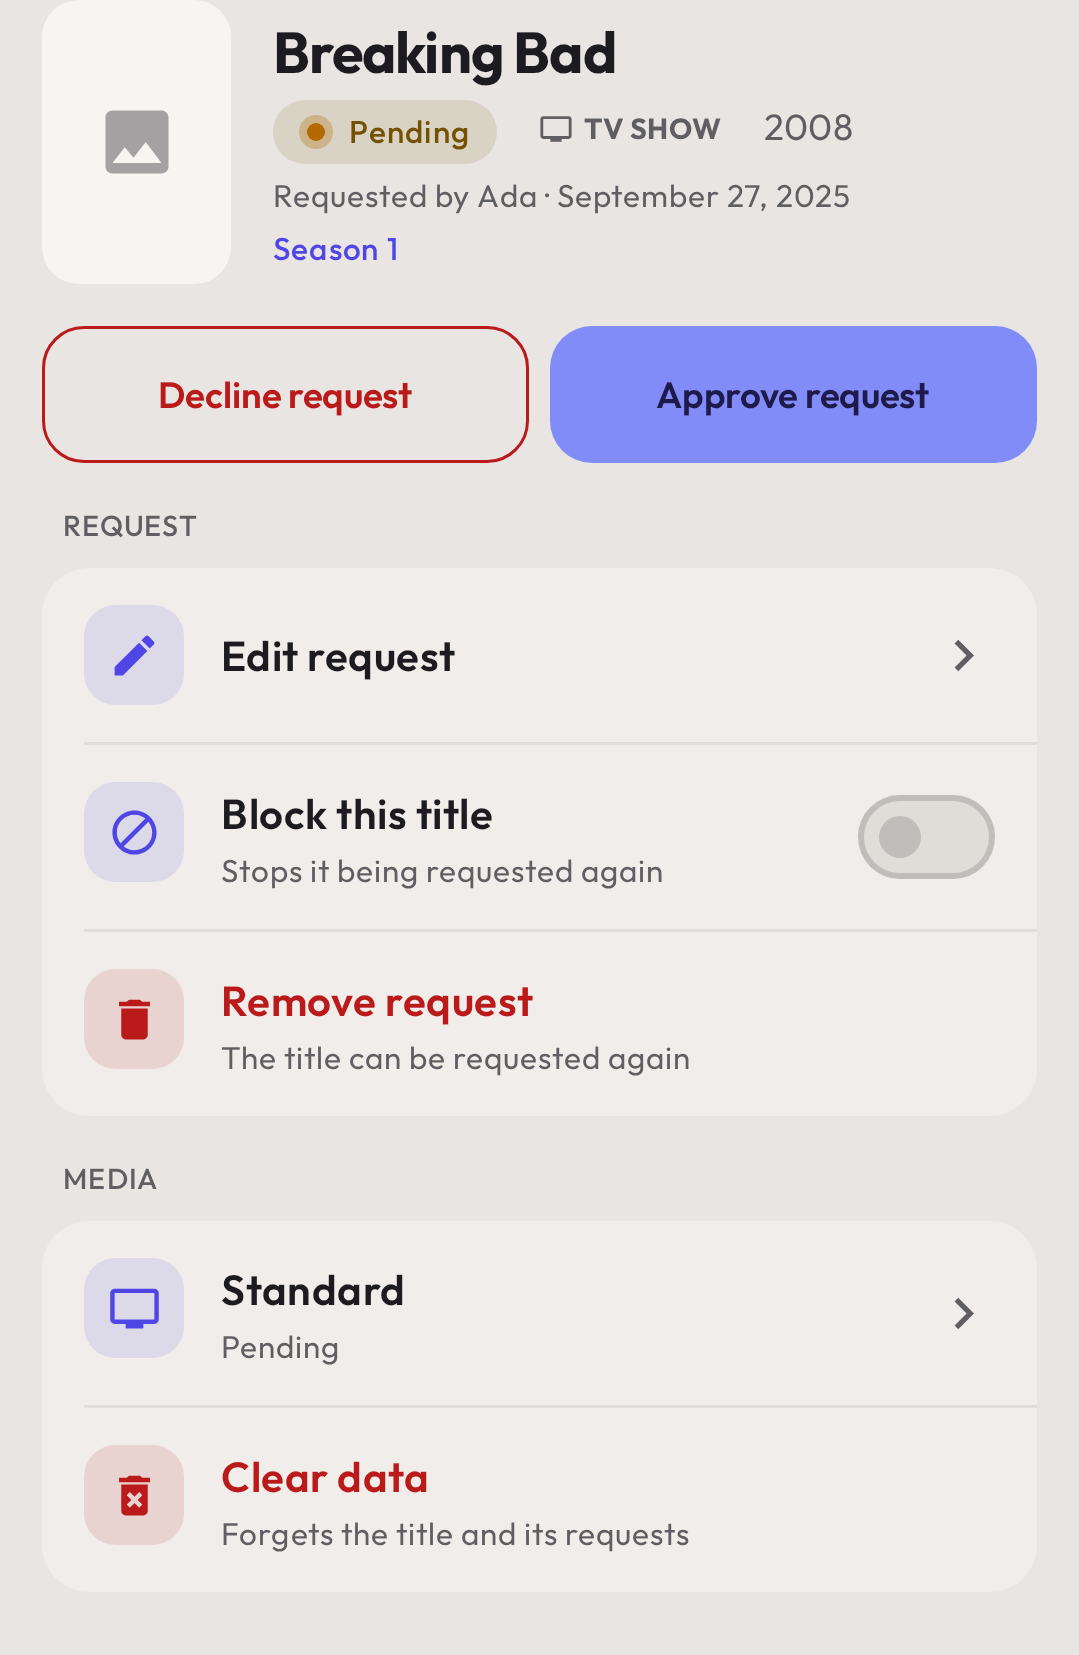 Breaking Bad
Pending TV SHOW 2008
Requested by Ada · September 27, 2025
Season 1
Decline request Approve request
REQUEST
Edit request
Block this title
Stops it being requested again
Remove request
The title can be requested again
MEDIA
Standard
Pending
Clear data
Forgets the title and its requests